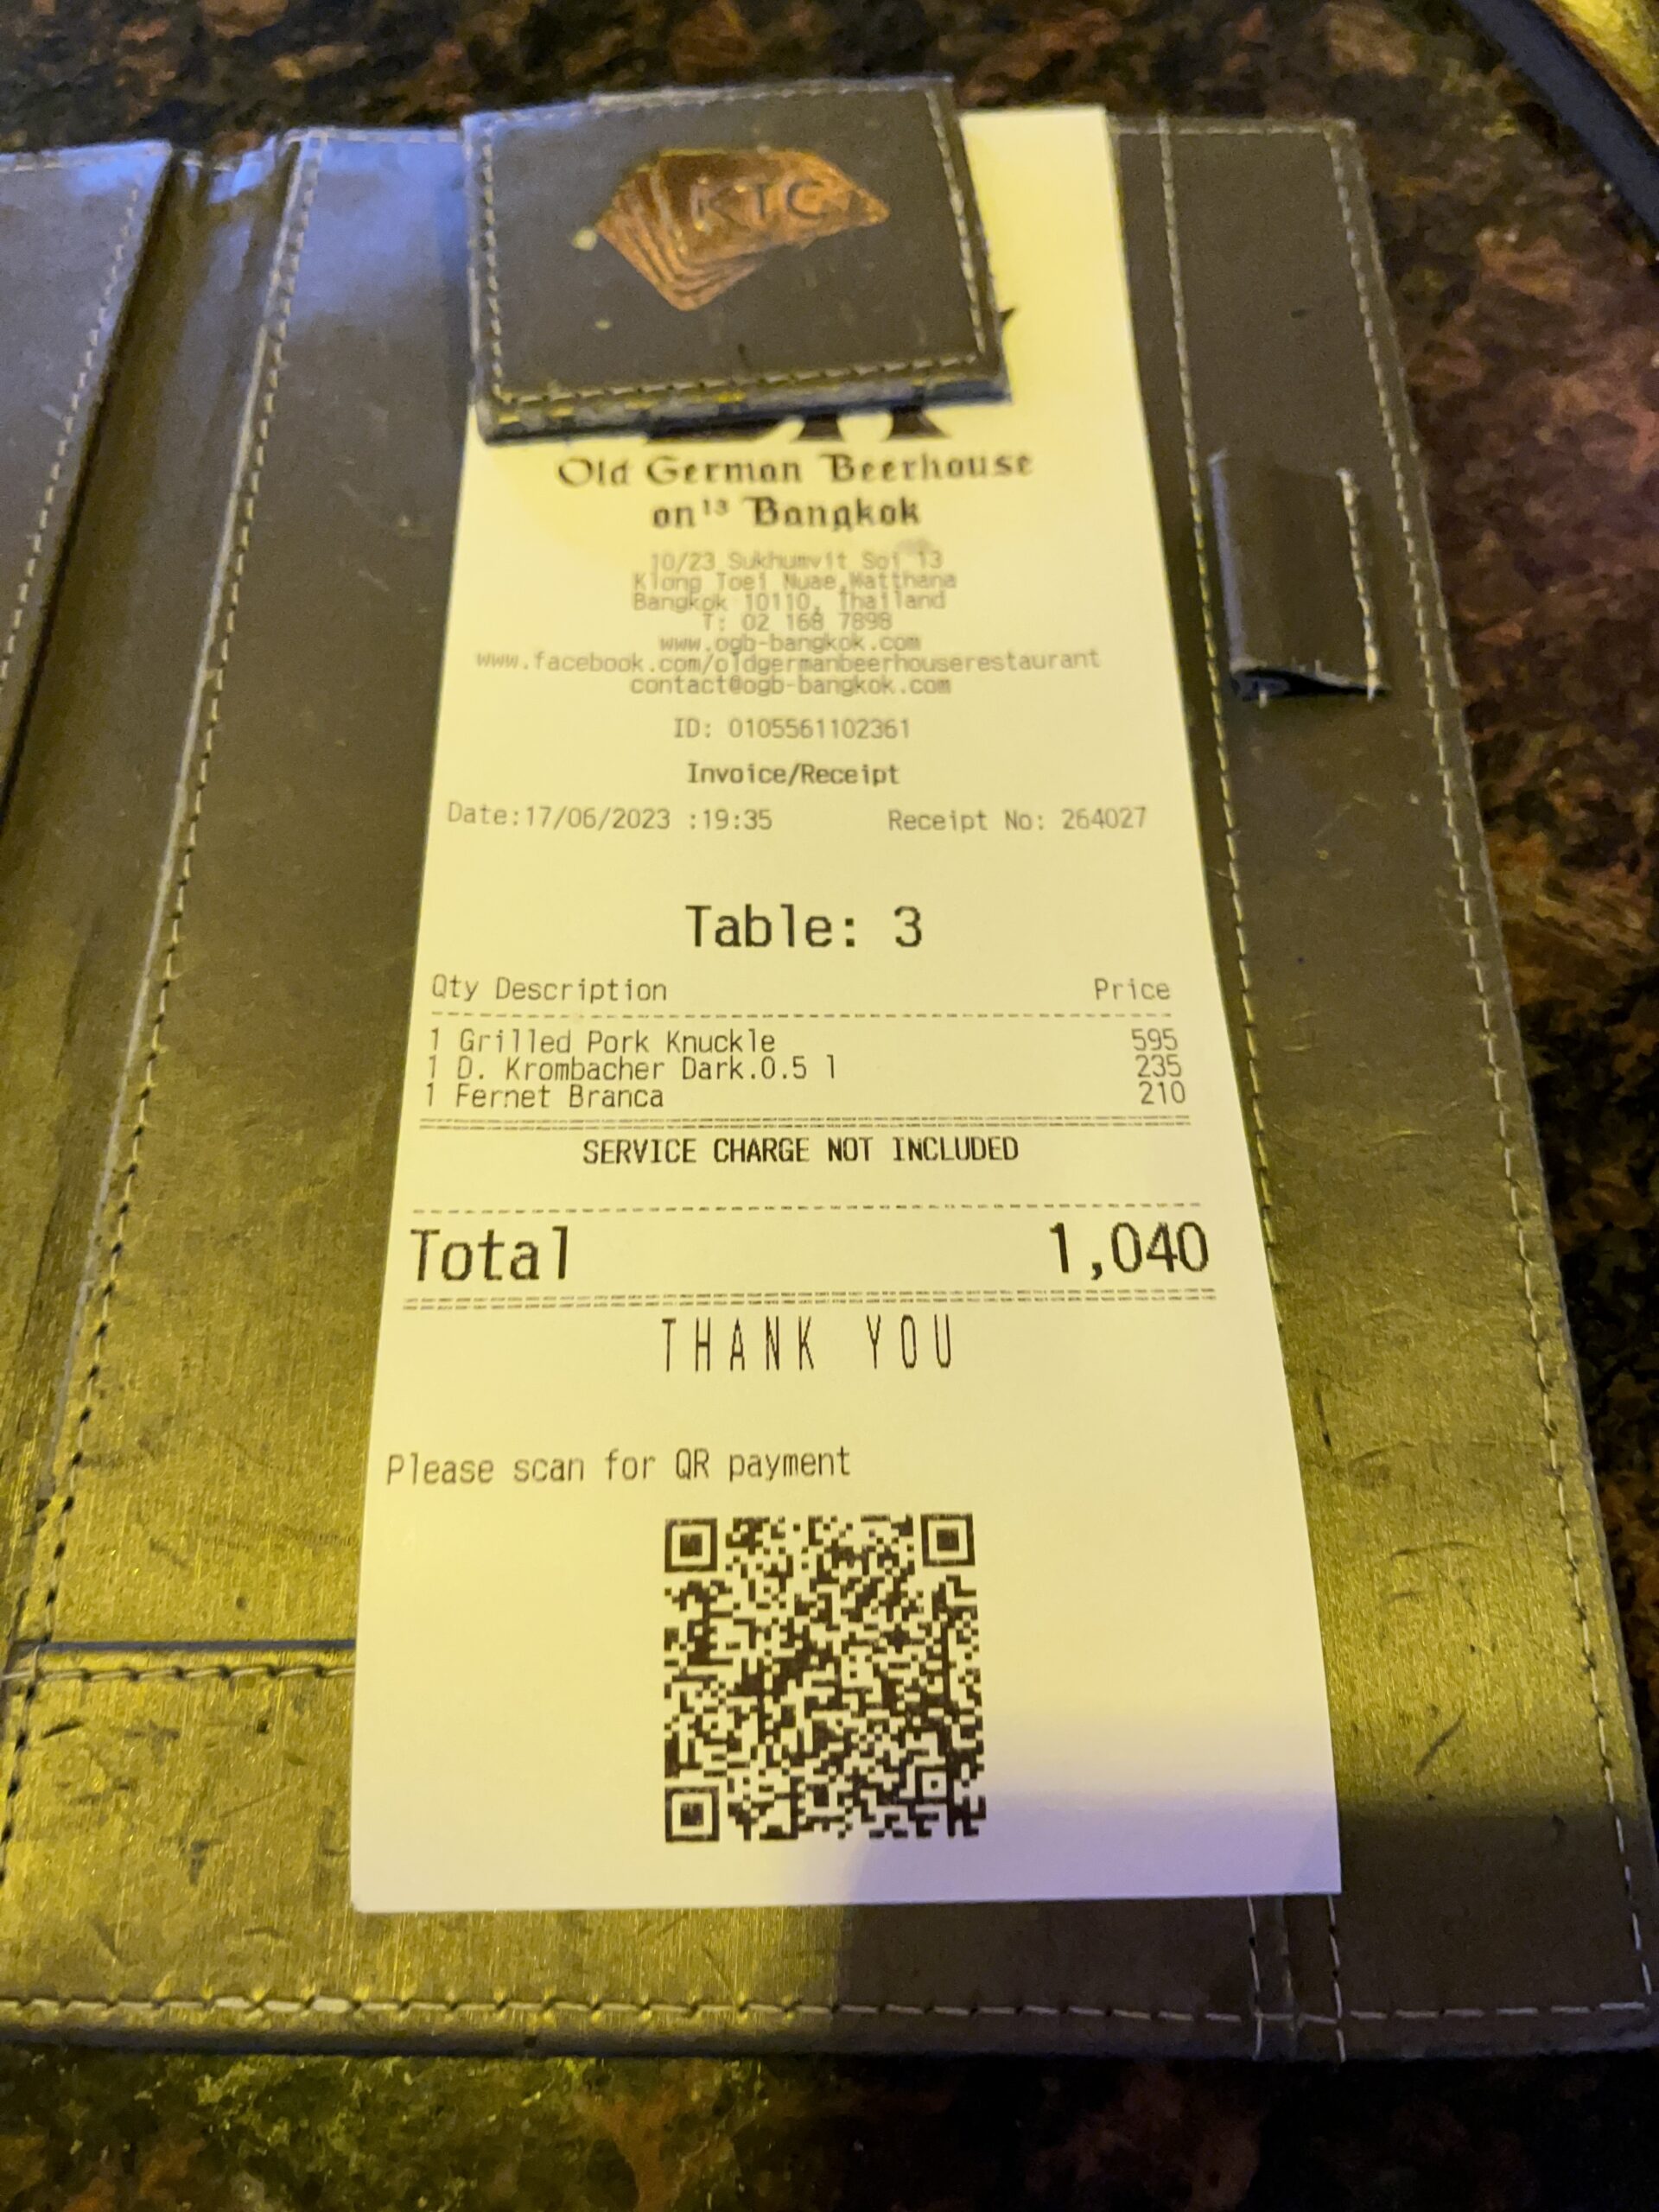 KTC
Old German Beerhouse
on¹³ Bangkok
10/23 Sukhumvit Soi 13
Klong Toei Nuae,Watthana
Bangkok 10110, Thailand
T: 02 168 7898
www.ogb-bangkok.com
www.facebook.com/oldgermanbeerhouserestaurant
contact@ogb-bangkok.com
ID: 0105561102361
Invoice/Receipt
Date:17/06/2023 :19:35 Receipt No: 264027
Table: 3
Qty Description Price
1 Grilled Pork Knuckle 595
1 D. Krombacher Dark.0.5 l 235
1 Fernet Branca 210
SERVICE CHARGE NOT INCLUDED
Total 1,040
THANK YOU
Please scan for QR payment